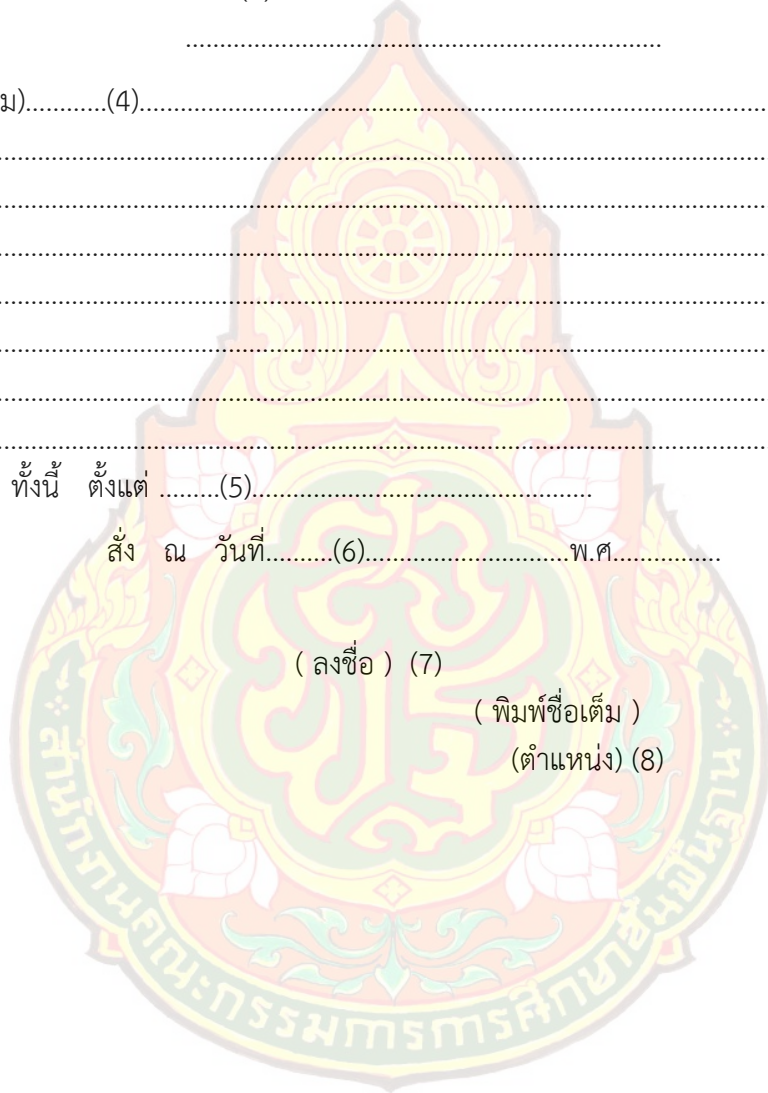 ................................................................................
ม)............(4).............................................................................................
................................................................................................................
................................................................................................................
................................................................................................................
................................................................................................................
................................................................................................................
................................................................................................................
................................................................................................................
ทั้งนี้ ตั้งแต่ .........(5)..................................................
สั่ง ณ วันที่..........(6)..............................พ.ศ................
( ลงชื่อ ) (7)
( พิมพ์ชื่อเต็ม )
(ตำแหน่ง) (8)
สำนักงานคณะกรรมการการศึกษาขั้นพื้นฐาน